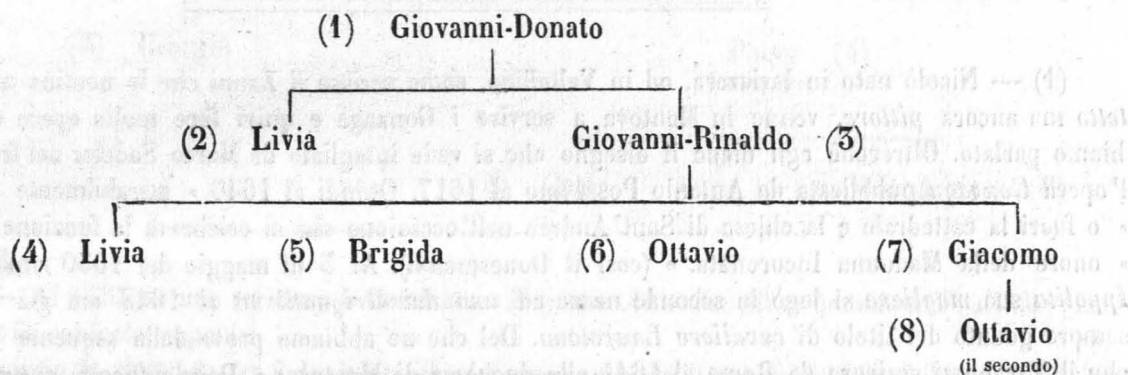 (1) Giovanni-Donato
(2) Livia Giovanni-Rinaldo (3)
(4) Livia (5) Brigida (6) Ottavio (7) Giacomo
(8) Ottavio
(il secondo)